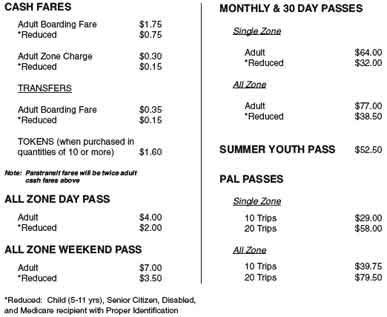 CASH FARES
Adult Boarding Fare $1.75
*Reduced $0.75
Adult Zone Charge $0.30
*Reduced $0.15
TRANSFERS
Adult Boarding Fare $0.35
*Reduced $0.15
TOKENS (when purchased in
quantities of 10 or more) $1.60
Note: Paratransit fares will be twice adult
cash fares above
ALL ZONE DAY PASS
Adult $4.00
*Reduced $2.00
ALL ZONE WEEKEND PASS
Adult $7.00
*Reduced $3.50
*Reduced: Child (5-11 yrs), Senior Citizen, Disabled,
and Medicare recipient with Proper Identification
MONTHLY & 30 DAY PASSES
Single Zone
Adult $64.00
*Reduced $32.00
All Zone
Adult $77.00
*Reduced $38.50
SUMMER YOUTH PASS $52.50
PAL PASSES
Single Zone
10 Trips $29.00
20 Trips $58.00
All Zone
10 Trips $39.75
20 Trips $79.50